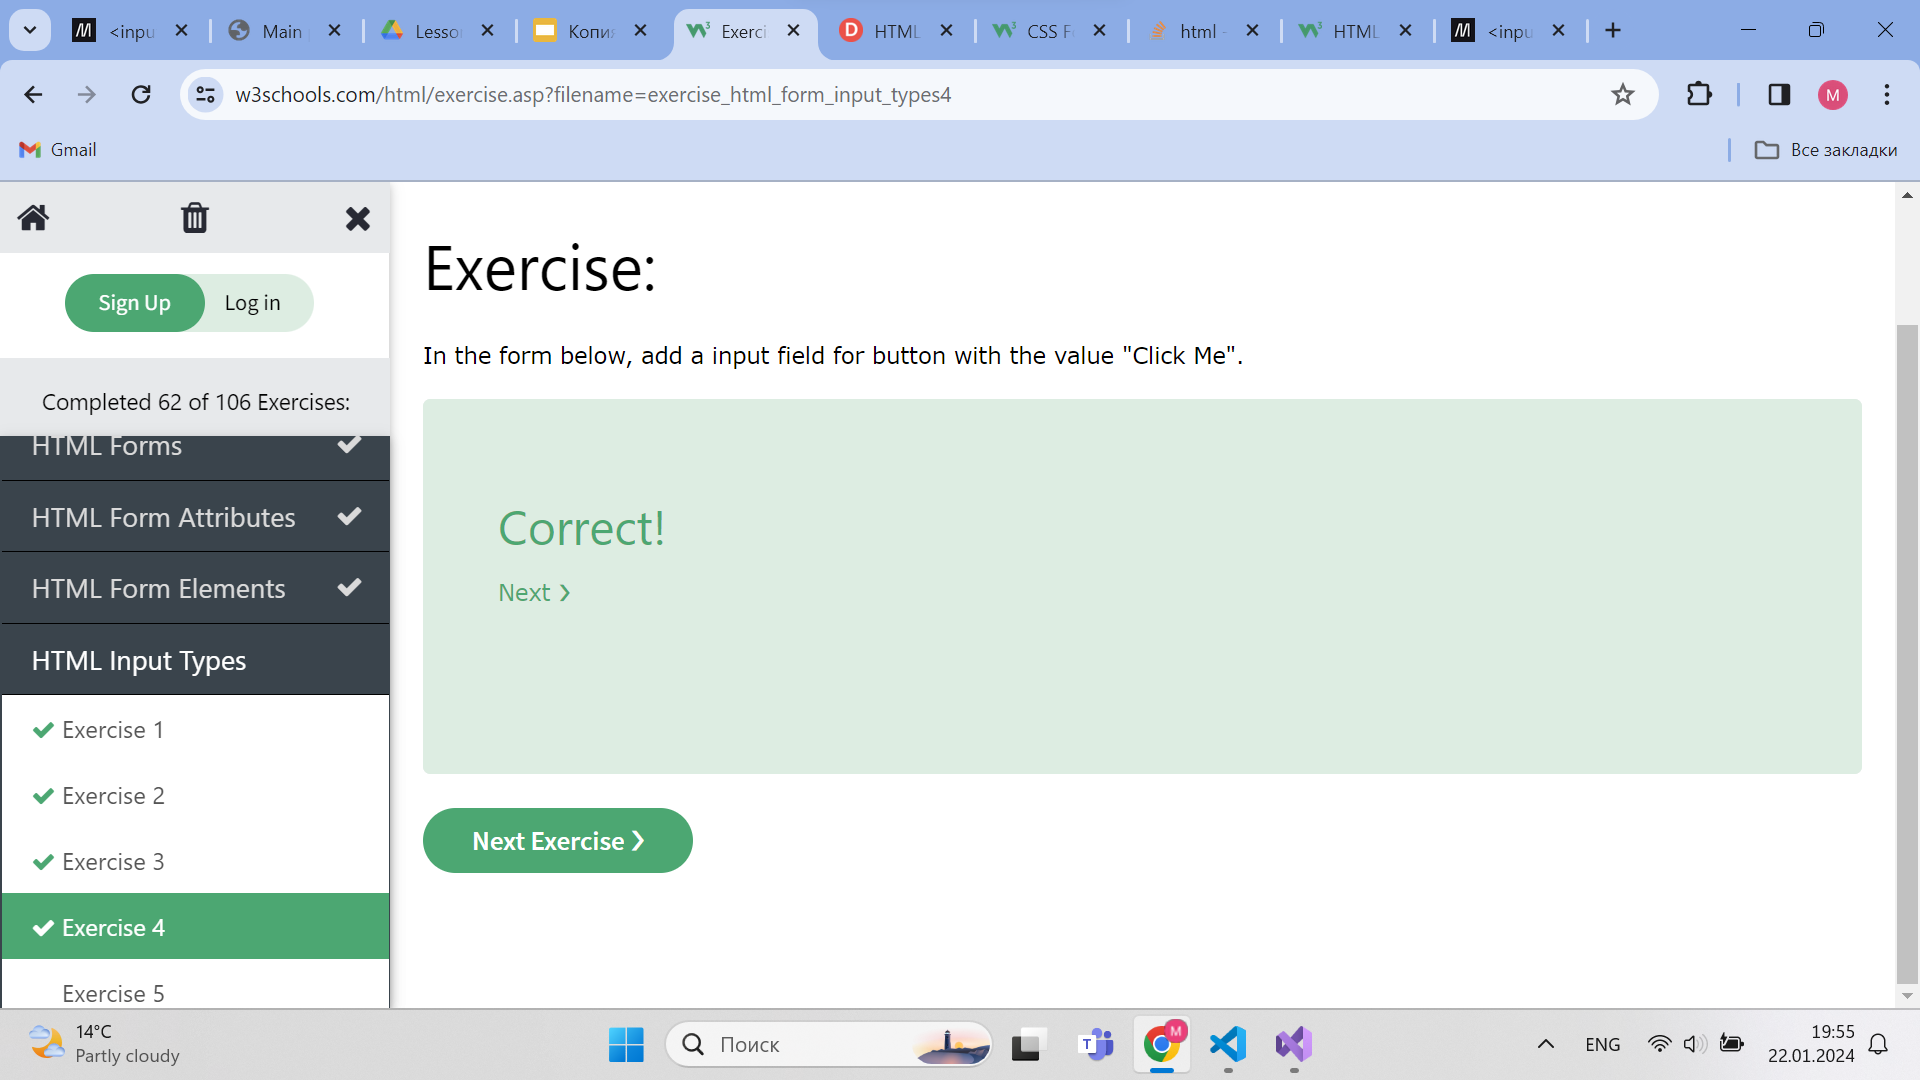 <inpu
Main
Lesso
Копи
Exerci
HTML
CSS F
html -
HTML
<inpu
w3schools.com/html/exercise.asp?filename=exercise_html_form_input_types4
M
Gmail
Все закладки
Sign Up
Log in
Completed 62 of 106 Exercises:
HTML Forms
HTML Form Attributes
HTML Form Elements
HTML Input Types
Exercise 1
Exercise 2
Exercise 3
Exercise 4
Exercise 5
Exercise:
In the form below, add a input field for button with the value "Click Me".
Correct!
Next ❯
Next Exercise ❯
14°C
Partly cloudy
Поиск
M
ENG
19:55
22.01.2024